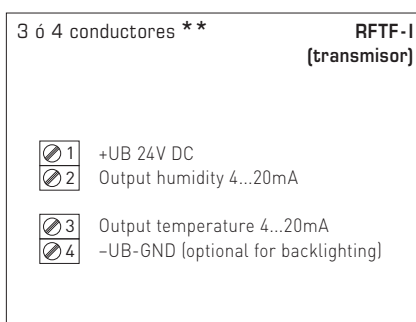 3 ó 4 conductores ** RFTF-I
(transmisor)
1 +UB 24V DC
2 Output humidity 4...20mA
3 Output temperature 4...20mA
4 –UB-GND (optional for backlighting)